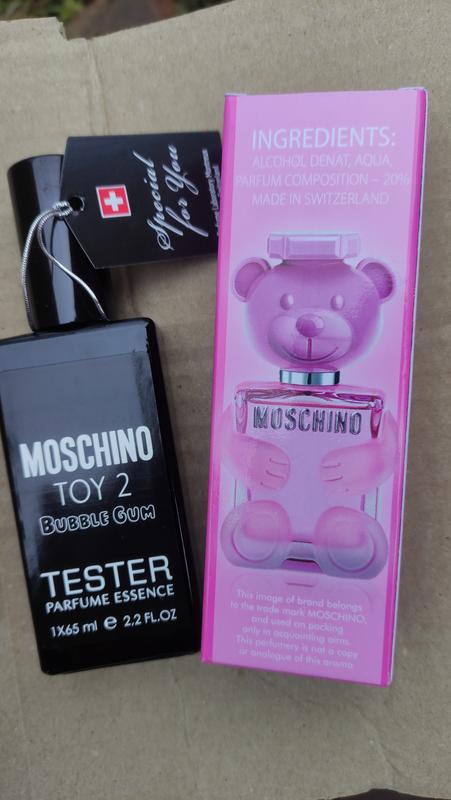 Special
for You
MOSCHINO
TOY 2
BUBBLE GUM
TESTER
PARFUME ESSENCE
1X65 ml e 2.2 FL.OZ
INGREDIENTS:
ALCOHOL DENAT, AQUA,
PARFUM COMPOSITION – 20%
MADE IN SWITZERLAND
MOSCHINO
This image of brand belongs
to the trade mark MOSCHINO,
and used on packing
only in acquainting aims.
This perfumery is not a copy
or analogue of this aroma